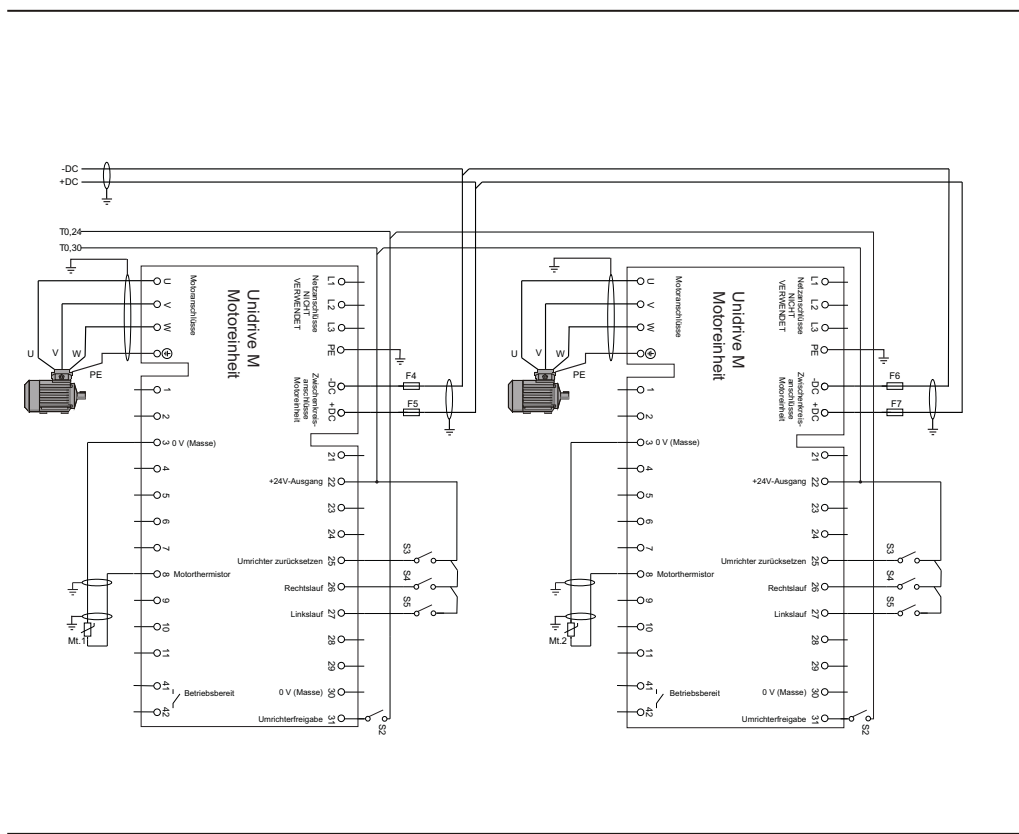 -DC
+DC
T0,24
T0,30
U
V
W
Motoranschlüsse
Unidrive M
Motoreinheit
Netzanschlüsse
NICHT
VERWENDET
L1
L2
L3
PE
U
V
W
PE
Zwischenkreis-
anschlüsse
Motoreinheit
-DC
+DC
F4
F5
1
2
3
0 V (Masse)
4
5
6
7
8
Motorthermistor
9
10
11
41
42
Betriebsbereit
Mt.1
21
+24V-Ausgang
22
23
24
Umrichter zurücksetzen
25
S3
Rechtslauf
26
S4
Linkslauf
27
S5
28
29
0 V (Masse)
30
Umrichterfreigabe
31
S2
U
V
W
Motoranschlüsse
Unidrive M
Motoreinheit
Netzanschlüsse
NICHT
VERWENDET
L1
L2
L3
PE
U
V
W
PE
Zwischenkreis-
anschlüsse
Motoreinheit
-DC
+DC
F6
F7
1
2
3
0 V (Masse)
4
5
6
7
8
Motorthermistor
9
10
11
41
42
Betriebsbereit
Mt.2
21
+24V-Ausgang
22
23
24
Umrichter zurücksetzen
25
S3
Rechtslauf
26
S4
Linkslauf
27
S5
28
29
0 V (Masse)
30
Umrichterfreigabe
31
S2